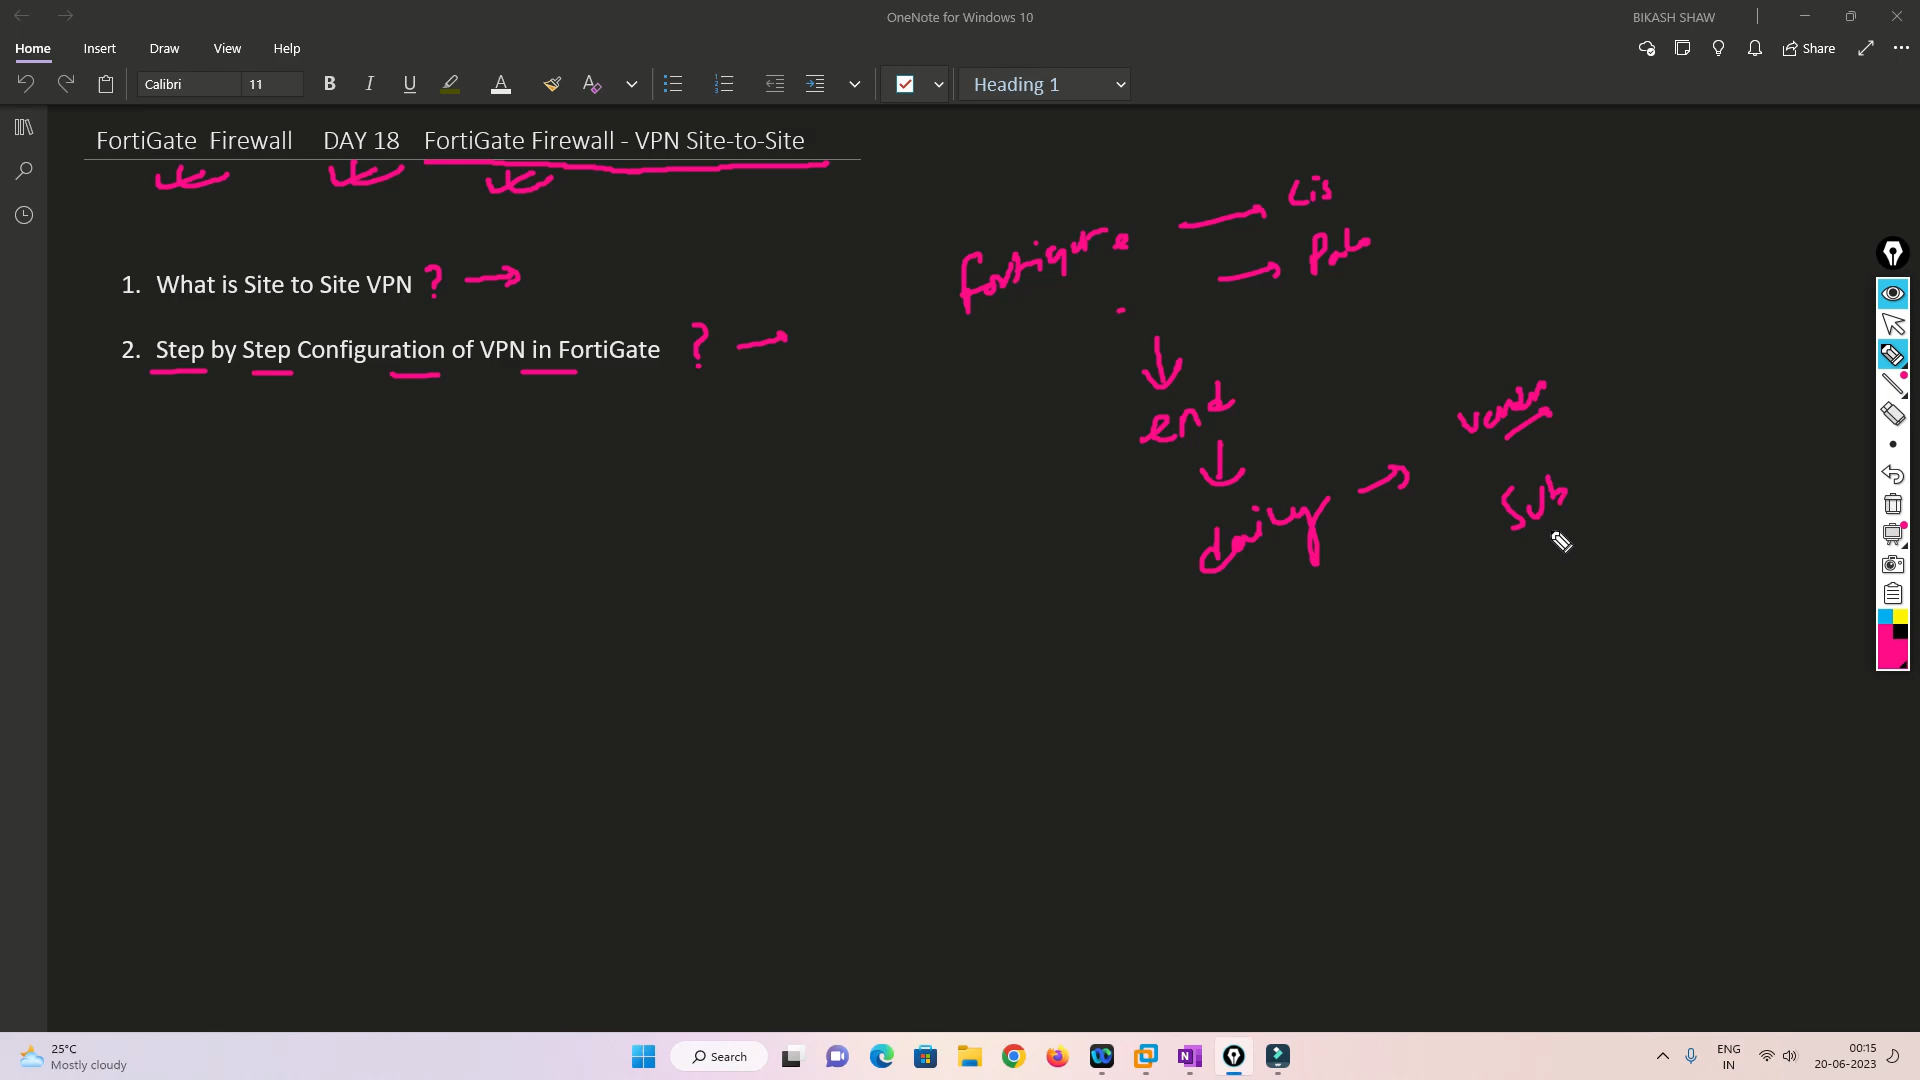 OneNote for Windows 10
BIKASH SHAW
Home Insert Draw View Help
Share
Calibri 11 B I U A A Heading 1
FortiGate Firewall DAY 18 FortiGate Firewall - VPN Site-to-Site
Cis
Fortigate
Palo
1. What is Site to Site VPN ?
2. Step by Step Configuration of VPN in FortiGate ?
end
Sub
25°C
Mostly cloudy
Search
ENG
IN
00:15
20-06-2023